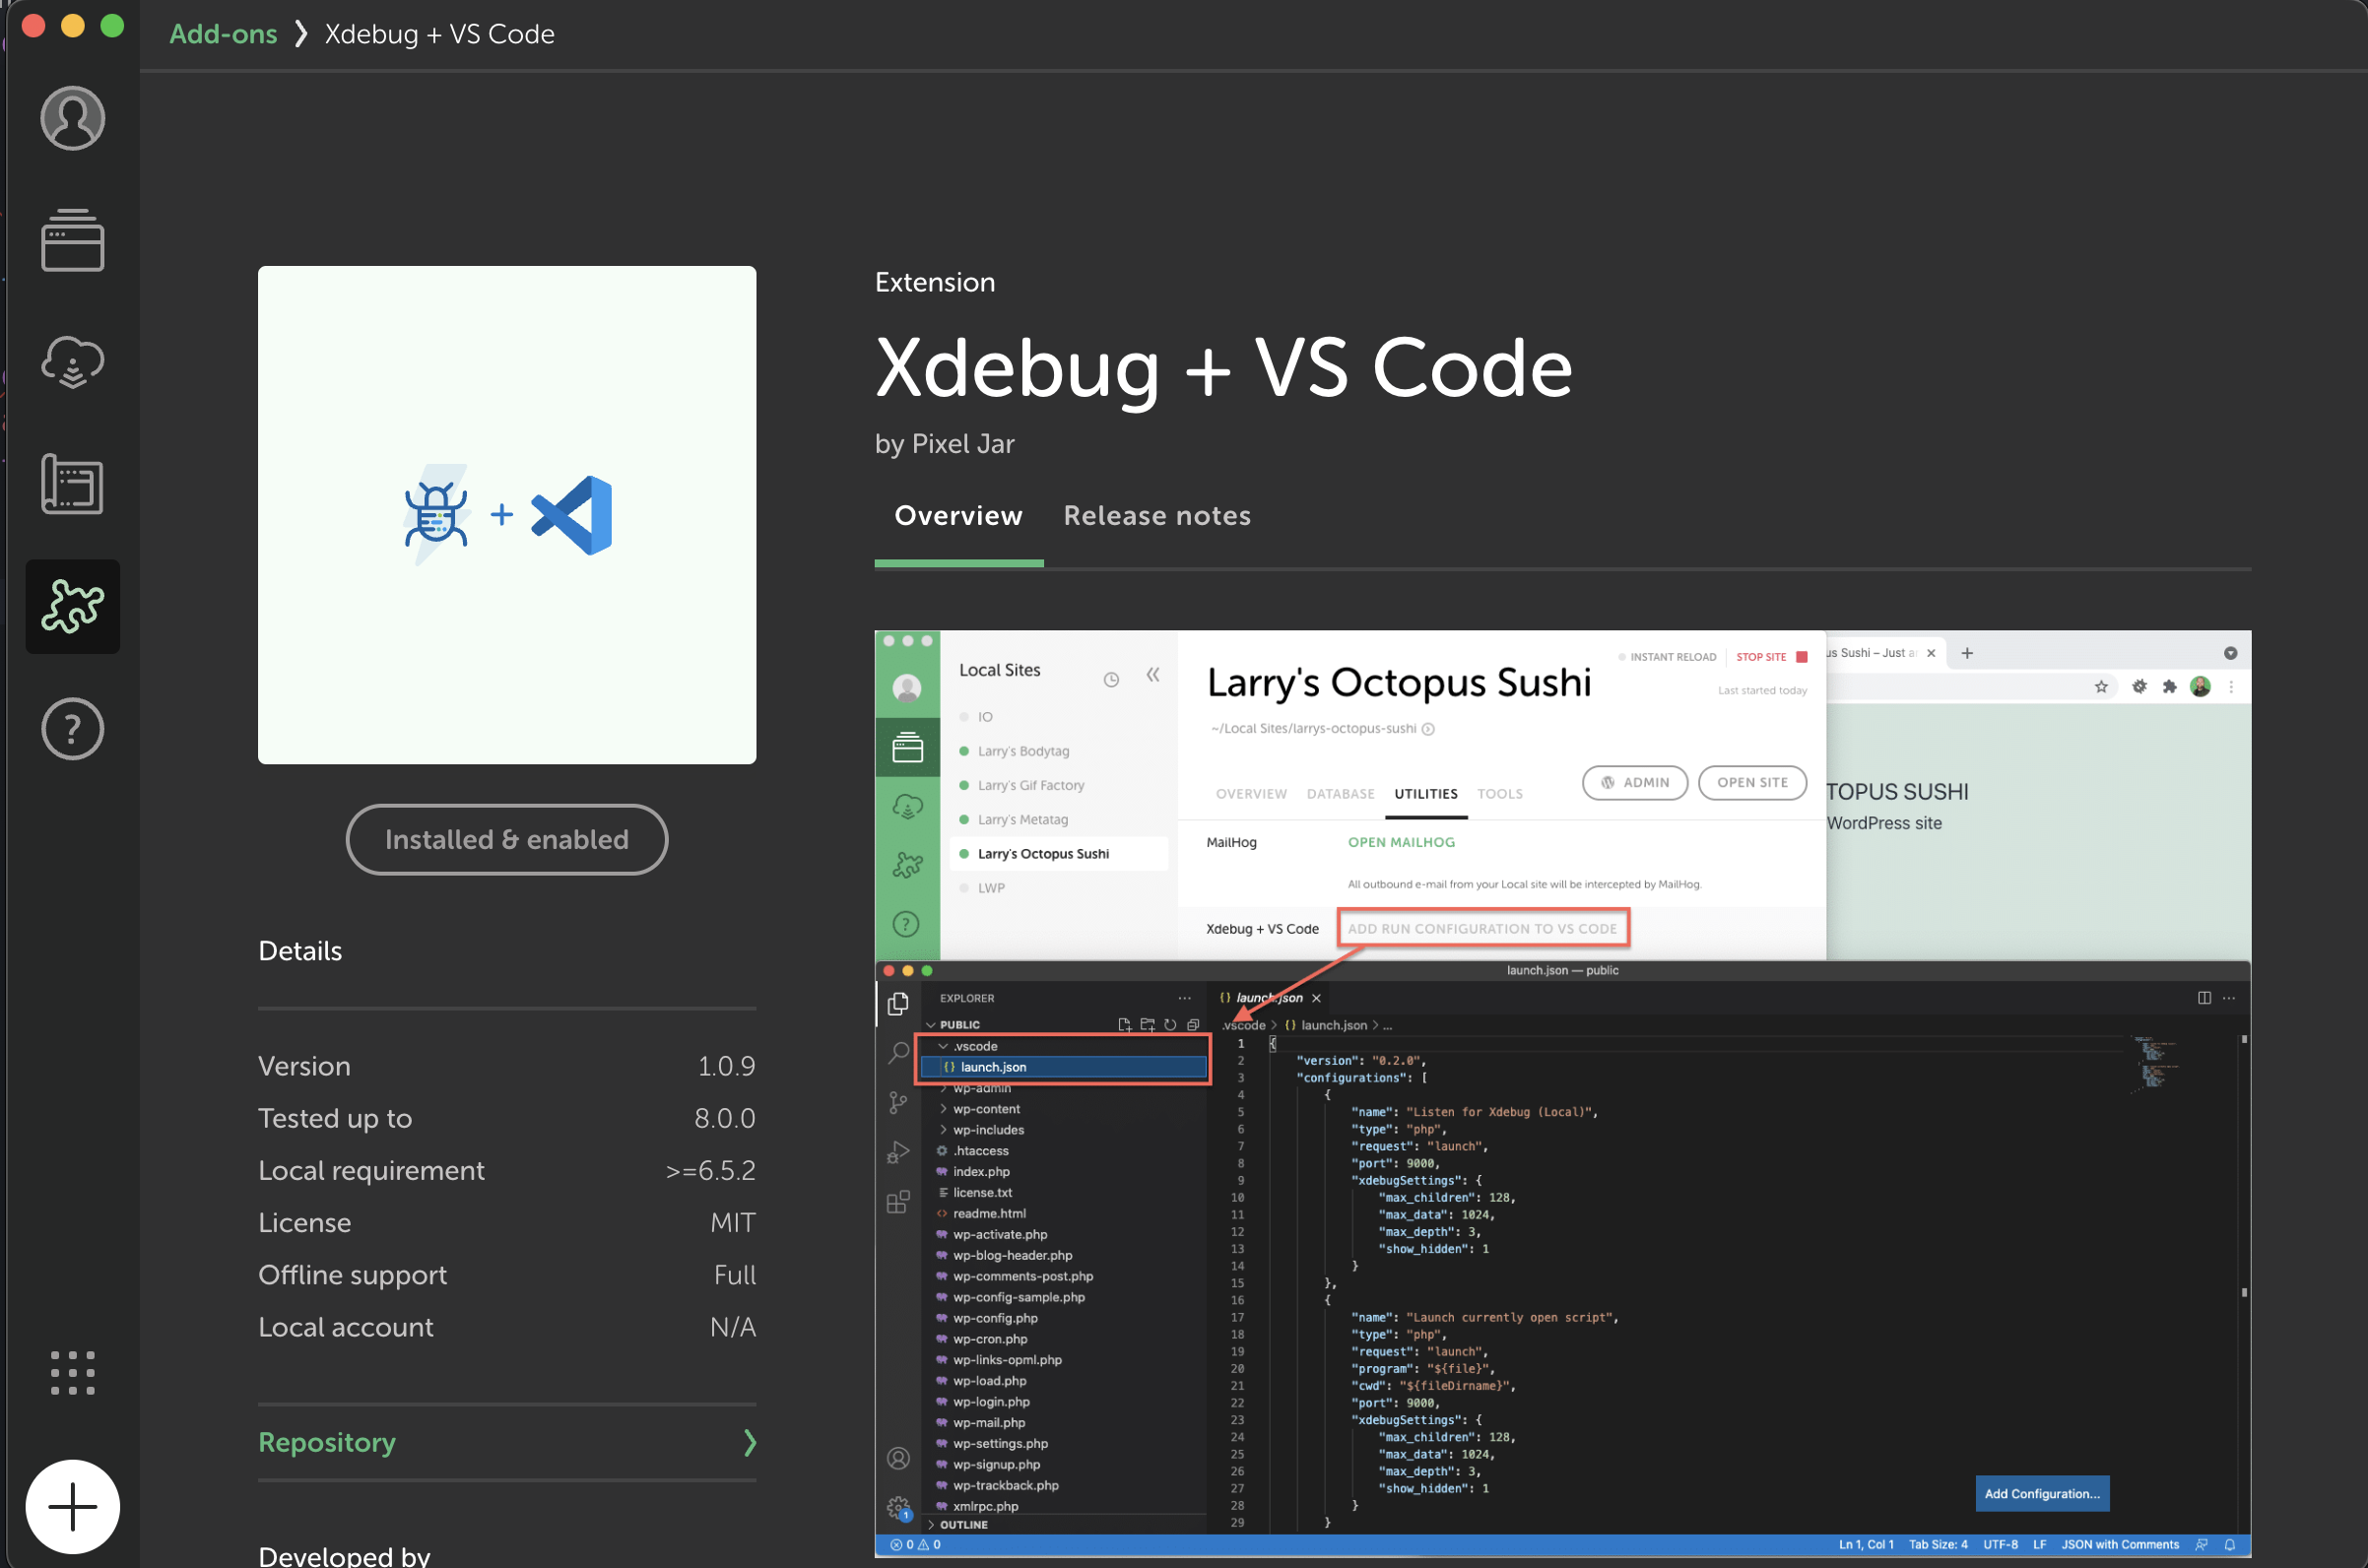 Add-ons ❯ Xdebug + VS Code
Installed & enabled
Details
Version 1.0.9
Tested up to 8.0.0
Local requirement >=6.5.2
License MIT
Offline support Full
Local account N/A
Repository
Developed by
Extension
Xdebug + VS Code
by Pixel Jar
Overview Release notes
Local Sites
IO
Larry's Bodytag
Larry's Gif Factory
Larry's Metatag
Larry's Octopus Sushi
LWP
Larry's Octopus Sushi
INSTANT RELOAD STOP SITE
Last started today
~/Local Sites/larrys-octopus-sushi
ADMIN OPEN SITE
OVERVIEW DATABASE UTILITIES TOOLS
MailHog OPEN MAILHOG
All outbound e-mail from your Local site will be intercepted by MailHog.
Xdebug + VS Code ADD RUN CONFIGURATION TO VS CODE
us Sushi – Just a
TOPUS SUSHI
WordPress site
launch.json — public
EXPLORER
PUBLIC
.vscode
{} launch.json
wp-admin
wp-content
wp-includes
.htaccess
index.php
license.txt
readme.html
wp-activate.php
wp-blog-header.php
wp-comments-post.php
wp-config-sample.php
wp-config.php
wp-cron.php
wp-links-opml.php
wp-load.php
wp-login.php
wp-mail.php
wp-settings.php
wp-signup.php
wp-trackback.php
xmlrpc.php
OUTLINE
{} launch.json ×
.vscode > {} launch.json > ...
1 {
2 "version": "0.2.0",
3 "configurations": [
4 {
5 "name": "Listen for Xdebug (Local)",
6 "type": "php",
7 "request": "launch",
8 "port": 9000,
9 "xdebugSettings": {
10 "max_children": 128,
11 "max_data": 1024,
12 "max_depth": 3,
13 "show_hidden": 1
14 }
15 },
16 {
17 "name": "Launch currently open script",
18 "type": "php",
19 "request": "launch",
20 "program": "${file}",
21 "cwd": "${fileDirname}",
22 "port": 9000,
23 "xdebugSettings": {
24 "max_children": 128,
25 "max_data": 1024,
26 "max_depth": 3,
27 "show_hidden": 1
28 }
29 }
Add Configuration...
1
0 0
Ln 1, Col 1 Tab Size: 4 UTF-8 LF JSON with Comments